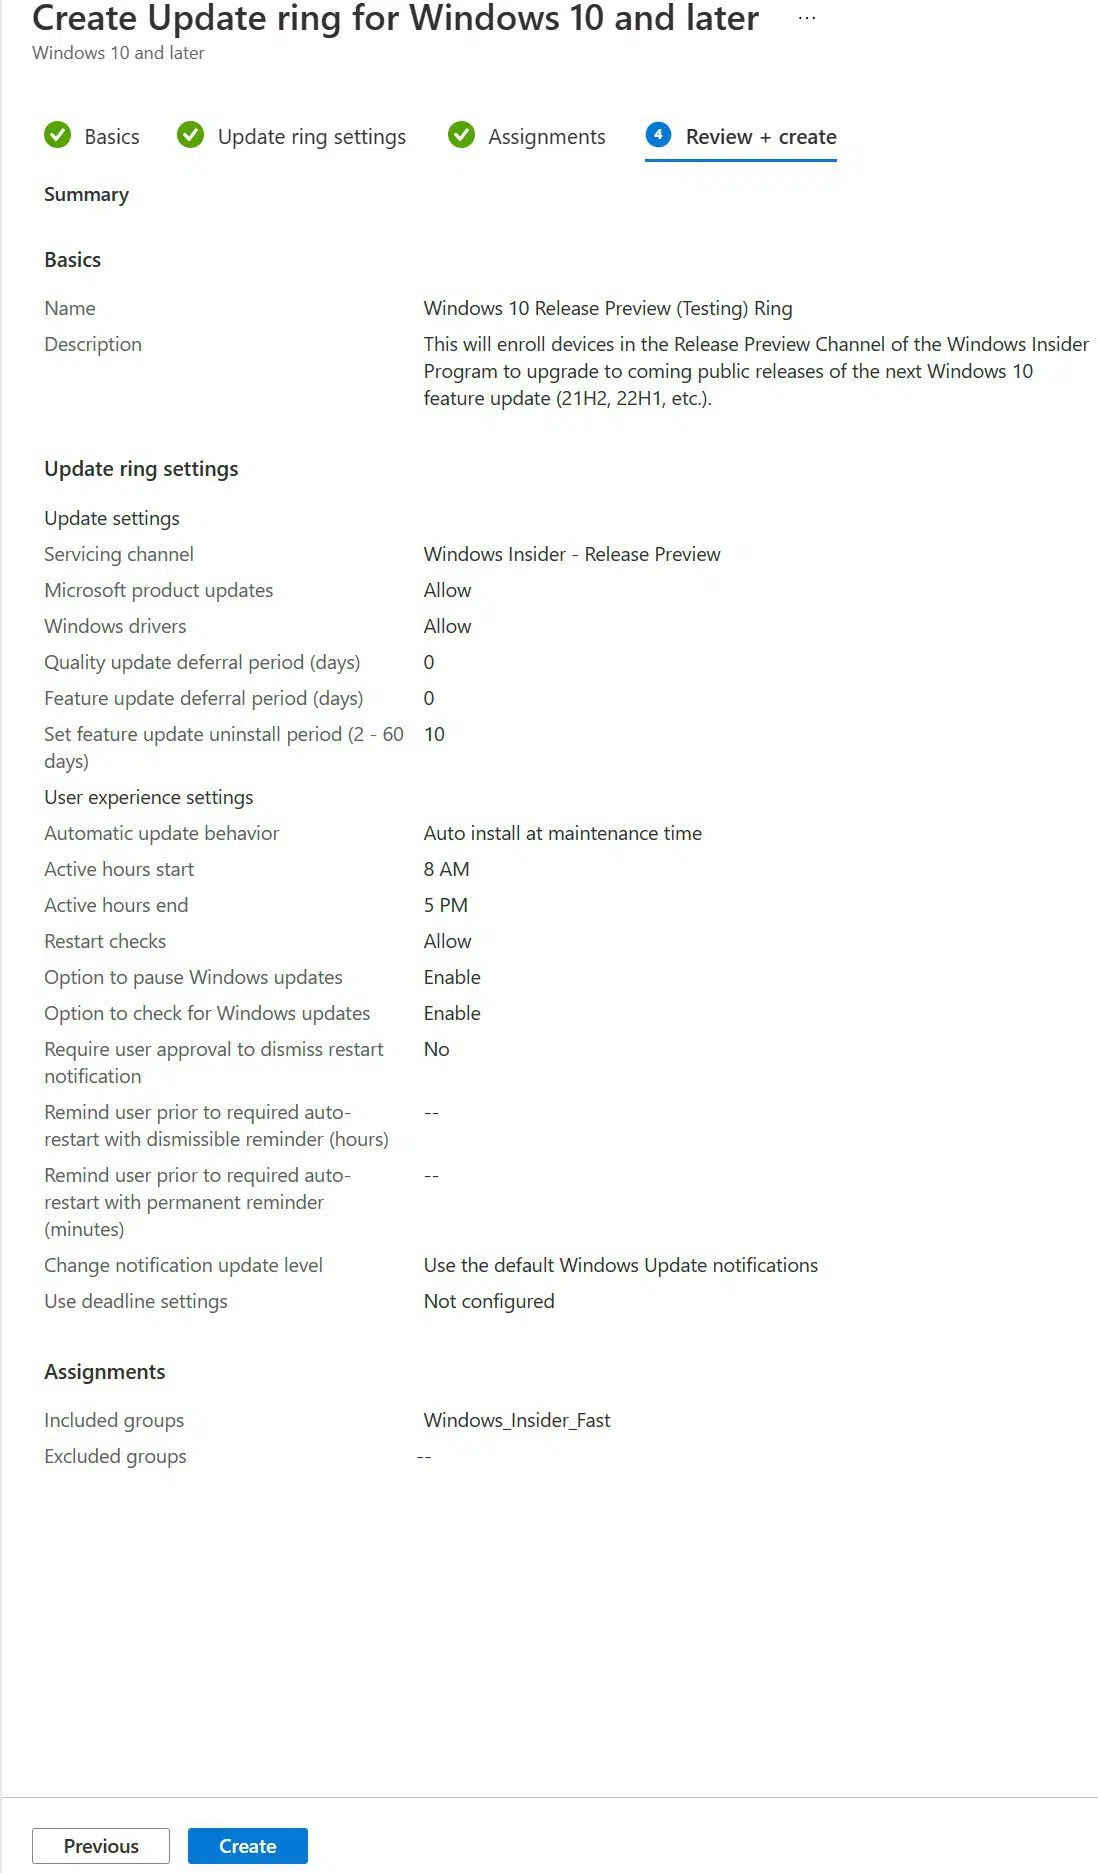 Create Update ring for Windows 10 and later ...
Windows 10 and later
Basics
Update ring settings
Assignments
4 Review + create
Summary
Basics
Name
Windows 10 Release Preview (Testing) Ring
Description
This will enroll devices in the Release Preview Channel of the Windows Insider
Program to upgrade to coming public releases of the next Windows 10
feature update (21H2, 22H1, etc.).
Update ring settings
Update settings
Servicing channel
Windows Insider - Release Preview
Microsoft product updates
Allow
Windows drivers
Allow
Quality update deferral period (days)
0
Feature update deferral period (days)
0
Set feature update uninstall period (2 - 60
days)
10
User experience settings
Automatic update behavior
Auto install at maintenance time
Active hours start
8 AM
Active hours end
5 PM
Restart checks
Allow
Option to pause Windows updates
Enable
Option to check for Windows updates
Enable
Require user approval to dismiss restart
notification
No
Remind user prior to required auto-
restart with dismissible reminder (hours)
--
Remind user prior to required auto-
restart with permanent reminder
(minutes)
--
Change notification update level
Use the default Windows Update notifications
Use deadline settings
Not configured
Assignments
Included groups
Windows_Insider_Fast
Excluded groups
--
Previous
Create